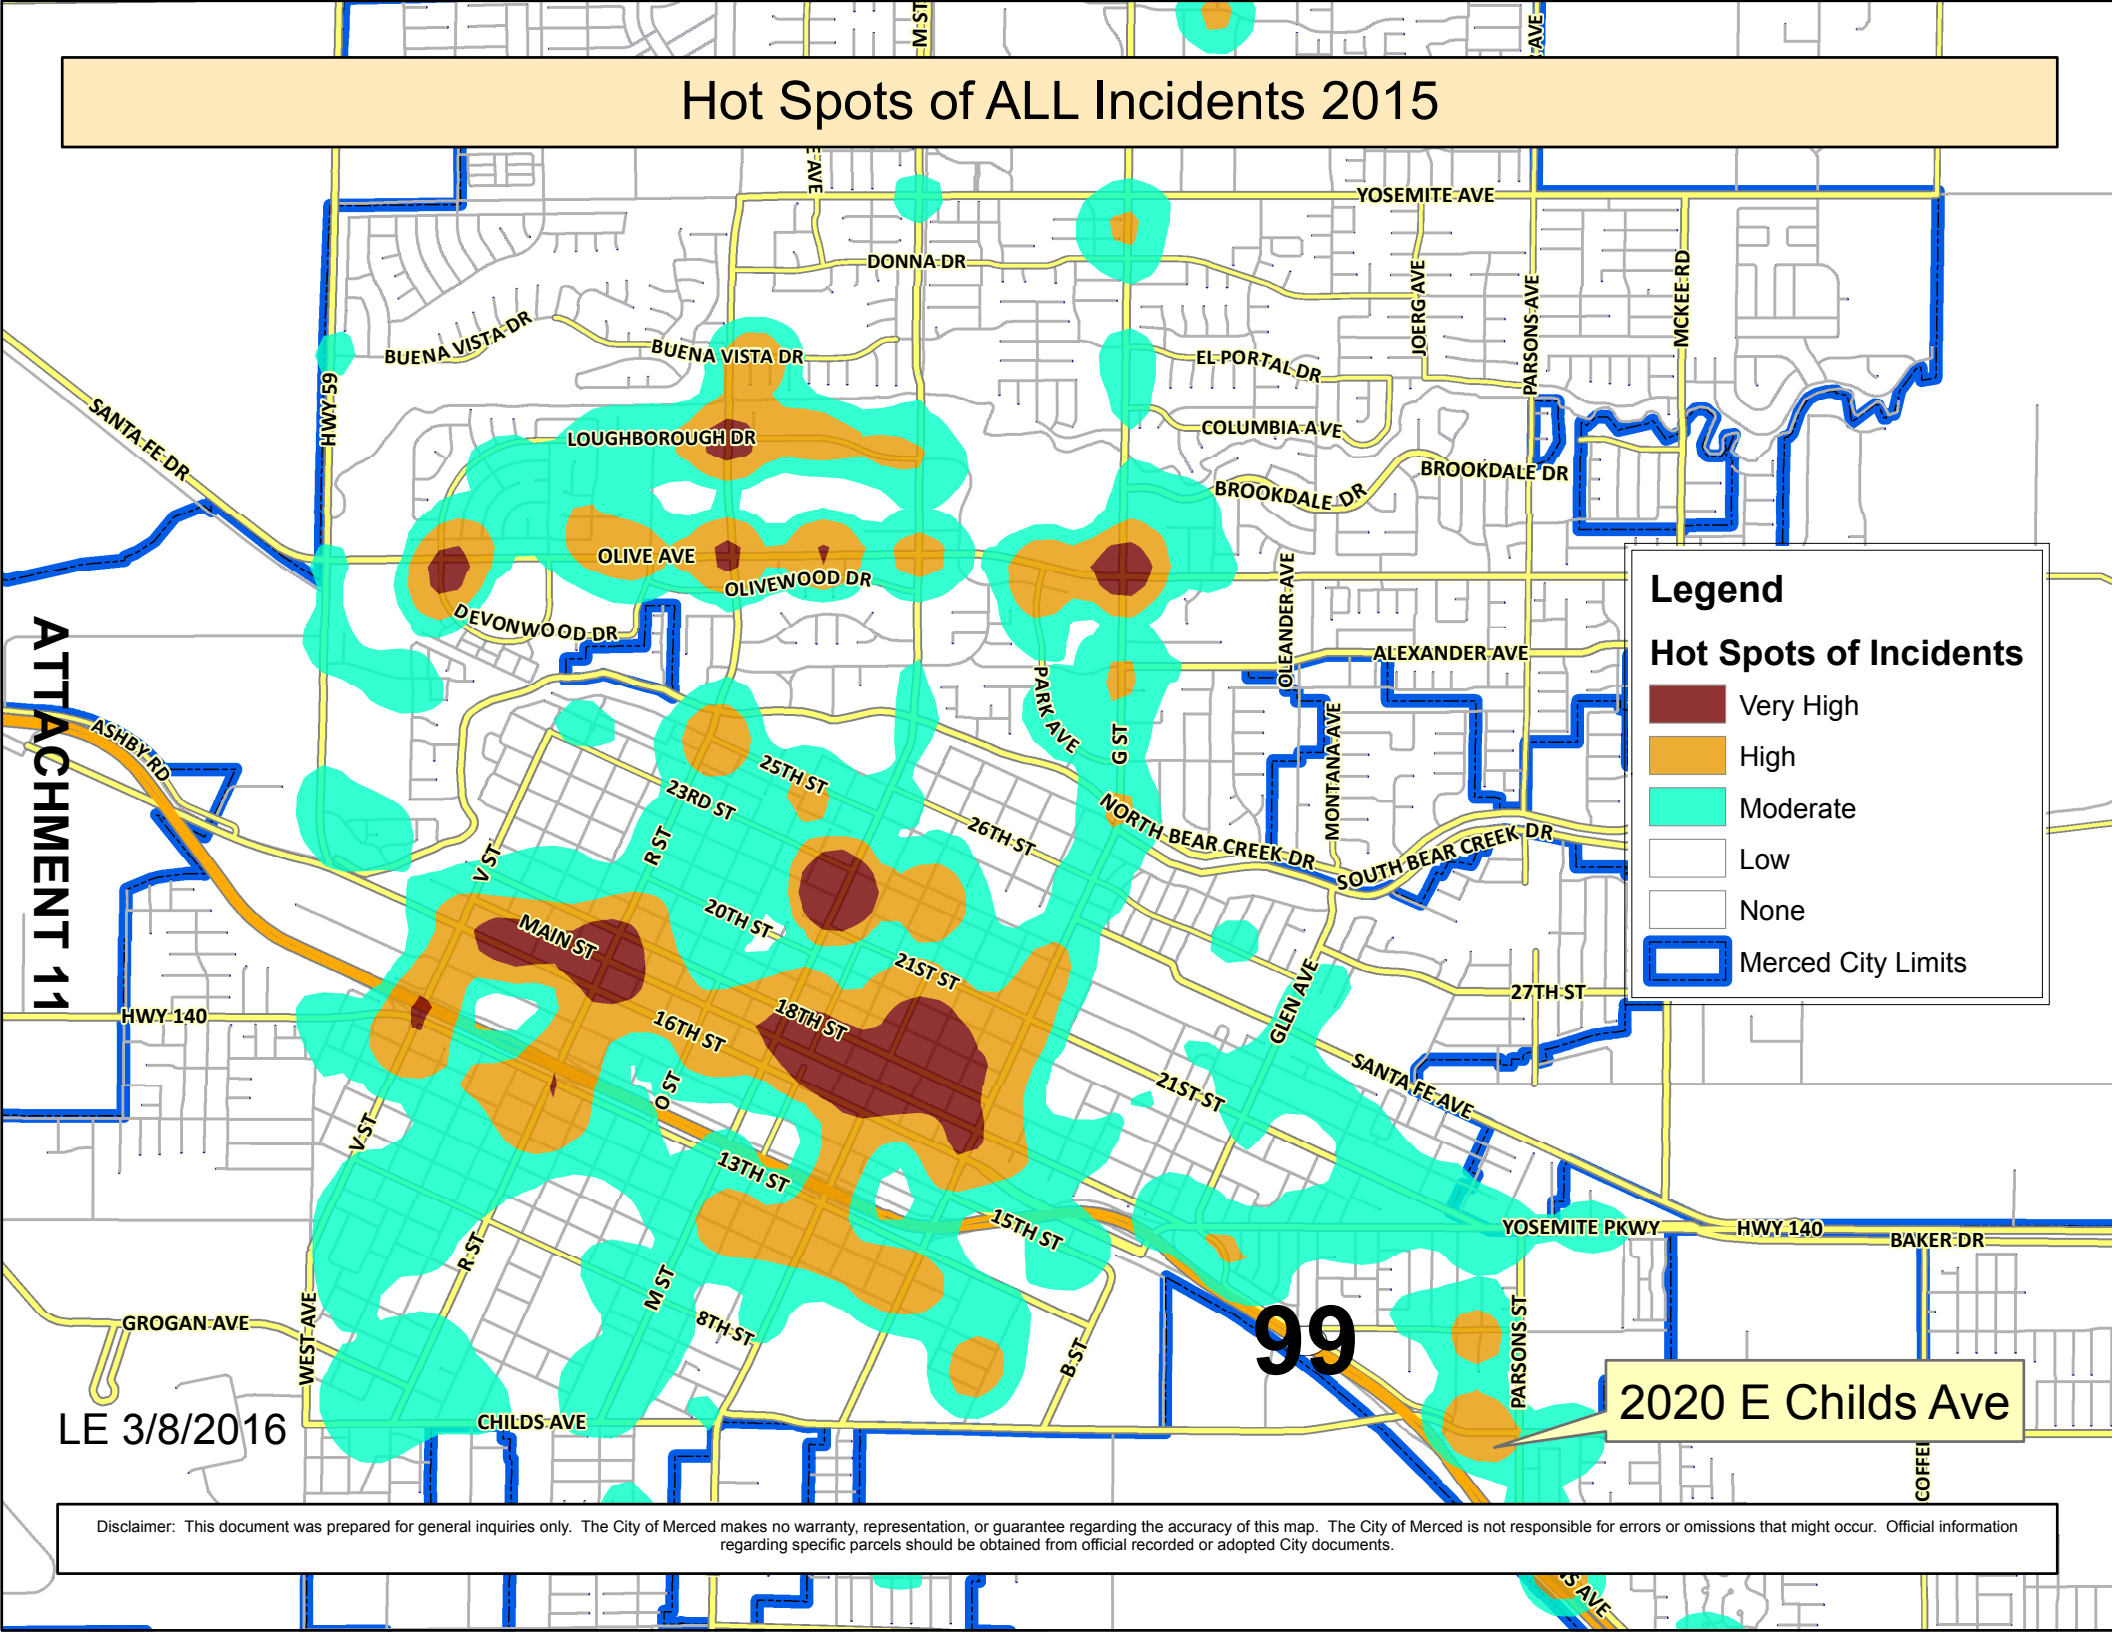 M ST
AVE
Hot Spots of ALL Incidents 2015
E AVE
YOSEMITE AVE
DONNA DR
JOERG AVE
PARSONS AVE
MCKEE RD
BUENA VISTA DR
BUENA VISTA DR
EL PORTAL DR
HWY 59
SANTA FE DR
LOUGHBOROUGH DR
COLUMBIA AVE
BROOKDALE DR
BROOKDALE DR
OLIVE AVE
OLIVEWOOD DR
OLEANDER AVE
DEVONWOOD DR
ALEXANDER AVE
PARK AVE
G ST
MONTANA AVE
ASHBY RD
ATTACHMENT 11
Legend
Hot Spots of Incidents
Very High
High
Moderate
Low
None
Merced City Limits
25TH ST
23RD ST
26TH ST
NORTH BEAR CREEK DR
SOUTH BEAR CREEK DR
V ST
R ST
20TH ST
MAIN ST
21ST ST
18TH ST
16TH ST
GLEN AVE
27TH ST
HWY 140
SANTA FE AVE
21ST ST
O ST
V ST
13TH ST
15TH ST
YOSEMITE PKWY
HWY 140
BAKER DR
R ST
M ST
8TH ST
B ST
GROGAN AVE
WEST AVE
99
PARSONS ST
2020 E Childs Ave
LE 3/8/2016
CHILDS AVE
COFFEE
Disclaimer: This document was prepared for general inquiries only. The City of Merced makes no warranty, representation, or guarantee regarding the accuracy of this map. The City of Merced is not responsible for errors or omissions that might occur. Official information
regarding specific parcels should be obtained from official recorded or adopted City documents.
NS AVE